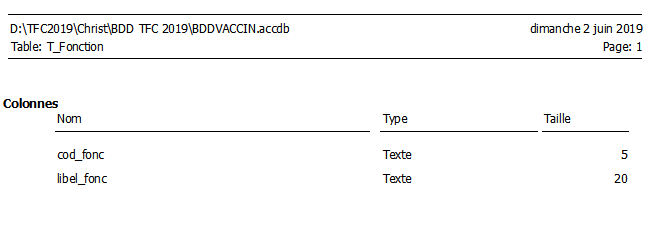 D:\TFC2019\Christ\BDD TFC 2019\BDDVACCIN.accdb dimanche 2 juin 2019
Table: T_Fonction Page: 1
Colonnes
Nom Type Taille
cod_fonc Texte 5
libel_fonc Texte 20